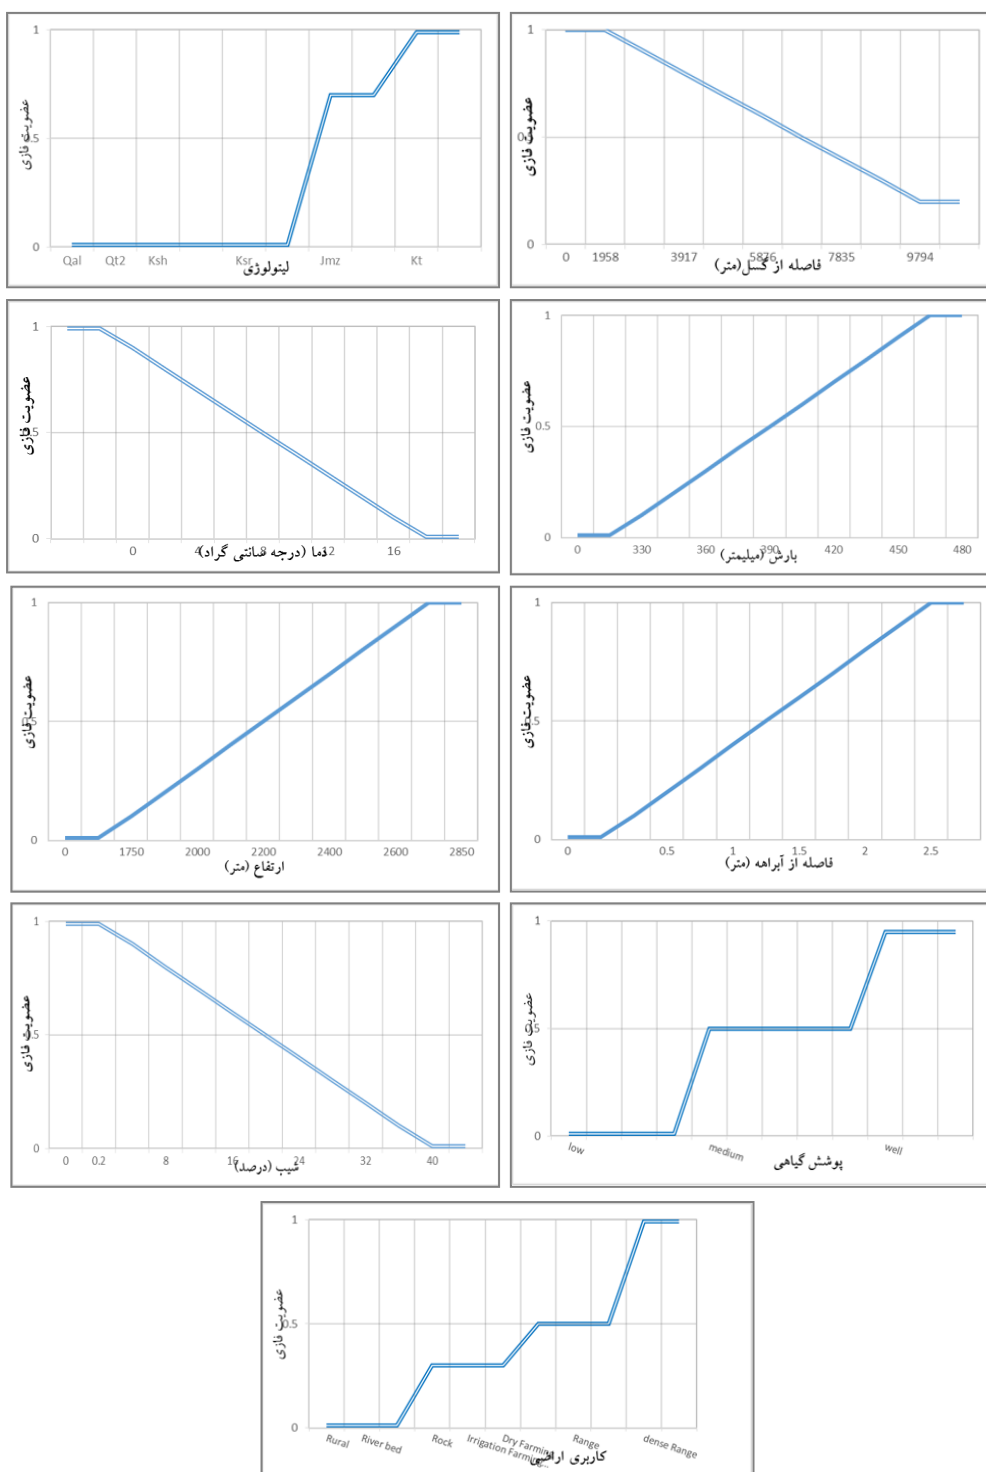 1
عضویت فازی
0.5
0
Qal Qt2 Ksh Ksr Jmz Kt
لیتولوژی
1
عضویت فازی
0
0 1958 3917 5876 7835 9794
فاصله از گسل(متر)
1
عضویت فازی
0
0 4 8 12 16
دما (درجه سانتی گراد)
1
عضویت فازی
0.5
0
0 330 360 390 420 450 480
بارش (میلیمتر)
1
عضویت فازی
0
0 1750 2000 2200 2400 2600 2850
ارتفاع (متر)
1
عضویت فازی
0
0 0.5 1 1.5 2 2.5
فاصله از آبراهه (متر)
1
عضویت فازی
0
0 0.2 8 16 24 32 40
شیب (درصد)
1
عضویت فازی
0
low medium well
پوشش گیاهی
1
عضویت فازی
0.5
0
Rural River bed Rock Irrigation Farming... Dry Farming Range dense Range
کاربری اراضی